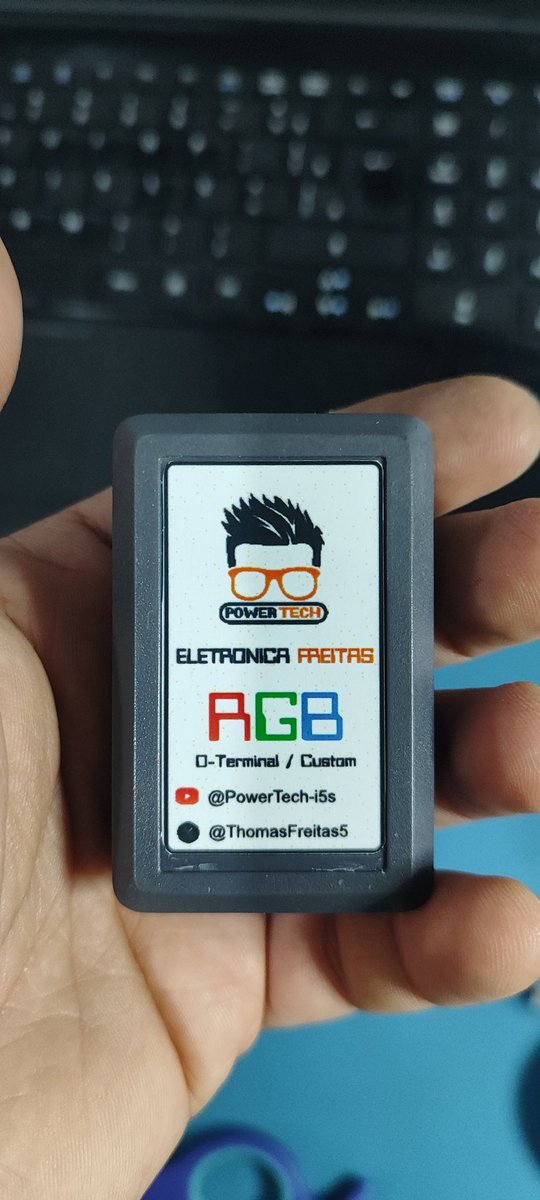 POWER TECH
ELETRONICA FREITAS
RGB
D-Terminal / Custom
@PowerTech-i5s
@ThomasFreitas5